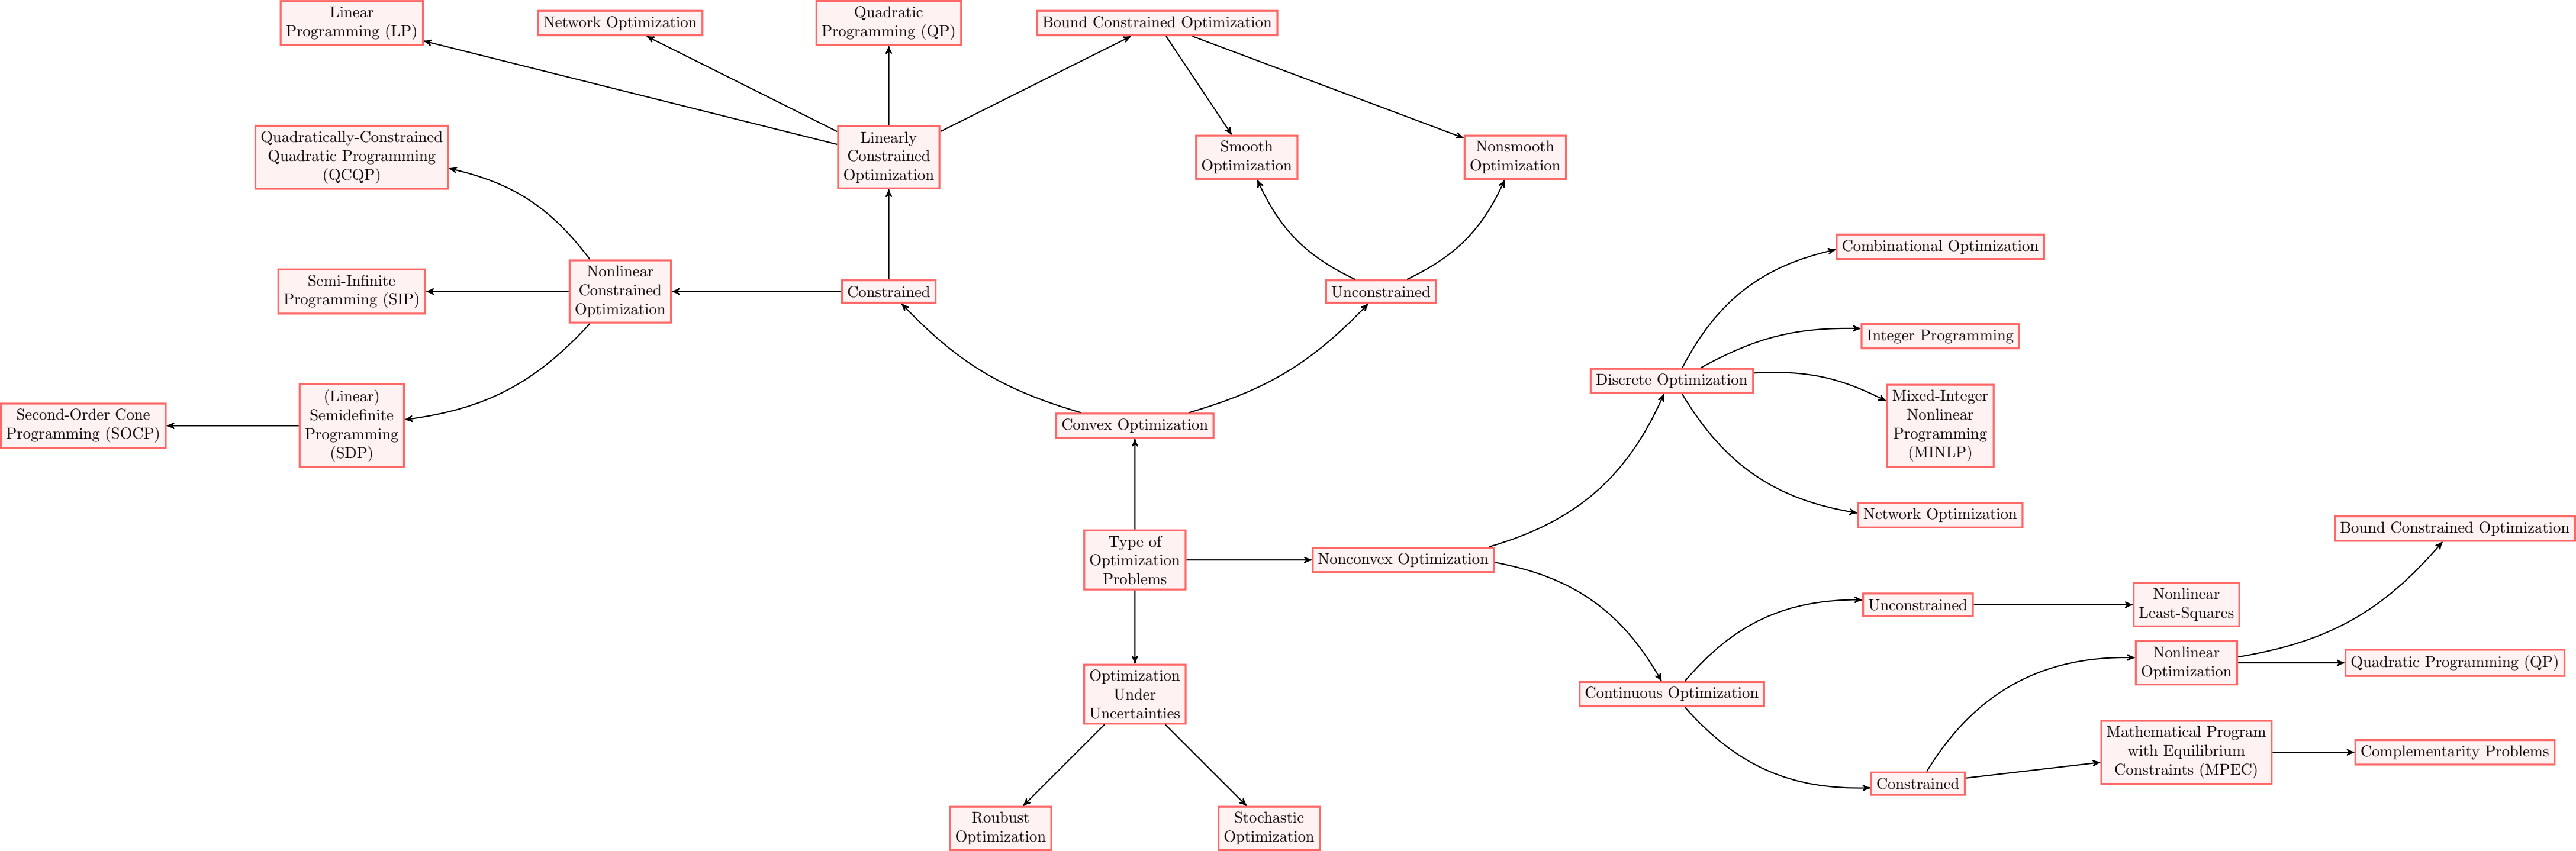 Linear
Programming (LP)
Network Optimization
Quadratic
Programming (QP)
Bound Constrained Optimization
Quadratically-Constrained
Quadratic Programming
(QCQP)
Linearly
Constrained
Optimization
Smooth
Optimization
Nonsmooth
Optimization
Combinational Optimization
Semi-Infinite
Programming (SIP)
Nonlinear
Constrained
Optimization
Constrained
Unconstrained
Integer Programming
Discrete Optimization
Mixed-Integer
Nonlinear
Programming
(MINLP)
Second-Order Cone
Programming (SOCP)
(Linear)
Semidefinite
Programming
(SDP)
Convex Optimization
Network Optimization
Bound Constrained Optimization
Type of
Optimization
Problems
Nonconvex Optimization
Unconstrained
Nonlinear
Least-Squares
Nonlinear
Optimization
Quadratic Programming (QP)
Optimization
Under
Uncertainties
Continuous Optimization
Mathematical Program
with Equilibrium
Constraints (MPEC)
Complementarity Problems
Constrained
Roubust
Optimization
Stochastic
Optimization